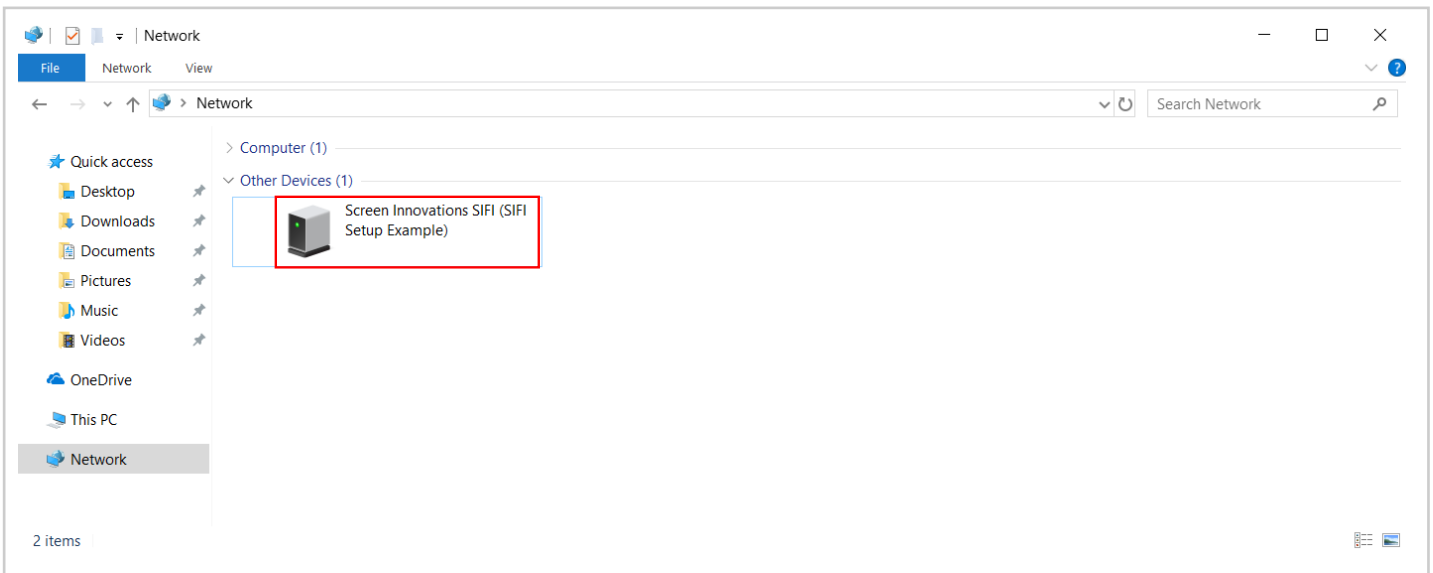 Network
File Network View
Network
Search Network
Quick access
Desktop
Downloads
Documents
Pictures
Music
Videos
OneDrive
This PC
Network
Computer (1)
Other Devices (1)
Screen Innovations SIFI (SIFI
Setup Example)
2 items